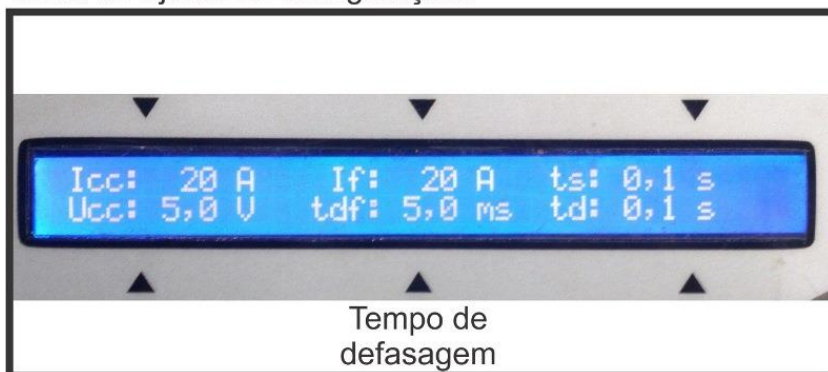 Icc: 20 A If: 20 A ts: 0,1 s
Ucc: 5,0 V tdf: 5,0 ms td: 0,1 s
Tempo de
defasagem